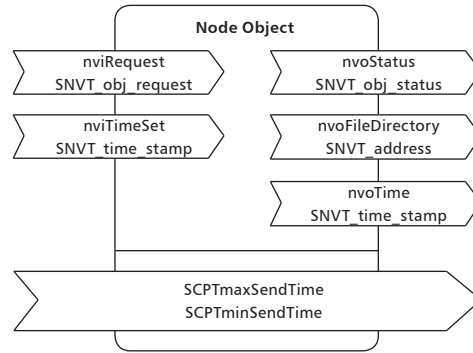 Node Object
nviRequest
SNVT_obj_request
nvoStatus
SNVT_obj_status
nviTimeSet
SNVT_time_stamp
nvoFileDirectory
SNVT_address
nvoTime
SNVT_time_stamp
SCPTmaxSendTime
SCPTminSendTime